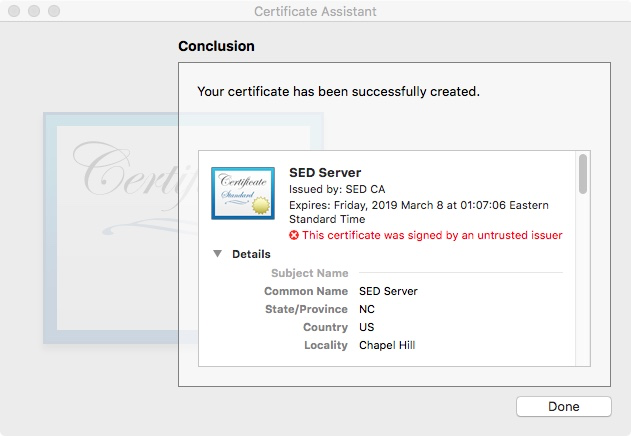 Certificate Assistant
Conclusion
Your certificate has been successfully created.
Certificate
Standard
SED Server
Issued by: SED CA
Expires: Friday, 2019 March 8 at 01:07:06 Eastern
Standard Time
This certificate was signed by an untrusted issuer
Details
Subject Name
Common Name SED Server
State/Province NC
Country US
Locality Chapel Hill
Done